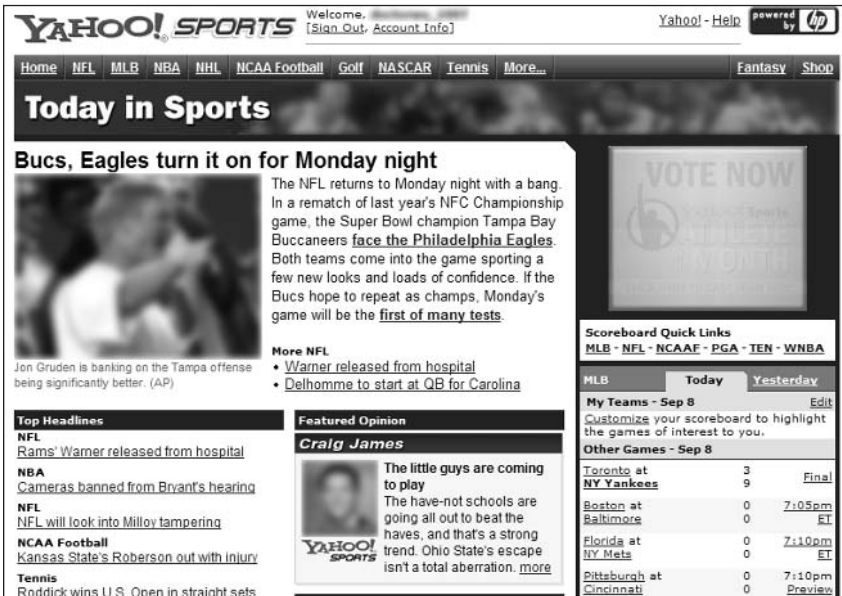 YAHOO! SPORTS
Welcome,
[Sign Out, Account Info]
Yahoo! - Help
powered by hp
Home NFL MLB NBA NHL NCAA Football Golf NASCAR Tennis More...
Fantasy Shop
Today in Sports
Bucs, Eagles turn it on for Monday night
The NFL returns to Monday night with a bang.
In a rematch of last year's NFC Championship
game, the Super Bowl champion Tampa Bay
Buccaneers face the Philadelphia Eagles.
Both teams come into the game sporting a
few new looks and loads of confidence. If the
Bucs hope to repeat as champs, Monday's
game will be the first of many tests.
More NFL
• Warner released from hospital
• Delhomme to start at QB for Carolina
Jon Gruden is banking on the Tampa offense
being significantly better. (AP)
Top Headlines
NFL
Rams' Warner released from hospital
NBA
Cameras banned from Bryant's hearing
NFL
NFL will look into Milloy tampering
NCAA Football
Kansas State's Roberson out with injury
Tennis
Roddick wins U.S. Open in straight sets
Featured Opinion
Craig James
The little guys are coming
to play
The have-not schools are
going all out to beat the
haves, and that's a strong
trend. Ohio State's escape
isn't a total aberration. more
YAHOO!
SPORTS
VOTE NOW
YAHOO! Sports
ATHLETE
OF THE
MONTH
Scoreboard Quick Links
MLB - NFL - NCAAF - PGA - TEN - WNBA
MLB Today Yesterday
My Teams - Sep 8 Edit
Customize your scoreboard to highlight
the games of interest to you.
Other Games - Sep 8
Toronto at 3
NY Yankees 9 Final
Boston at 0 7:05pm
Baltimore 0 ET
Florida at 0 7:10pm
NY Mets 0 ET
Pittsburgh at 0 7:10pm
Cincinnati 0 Preview